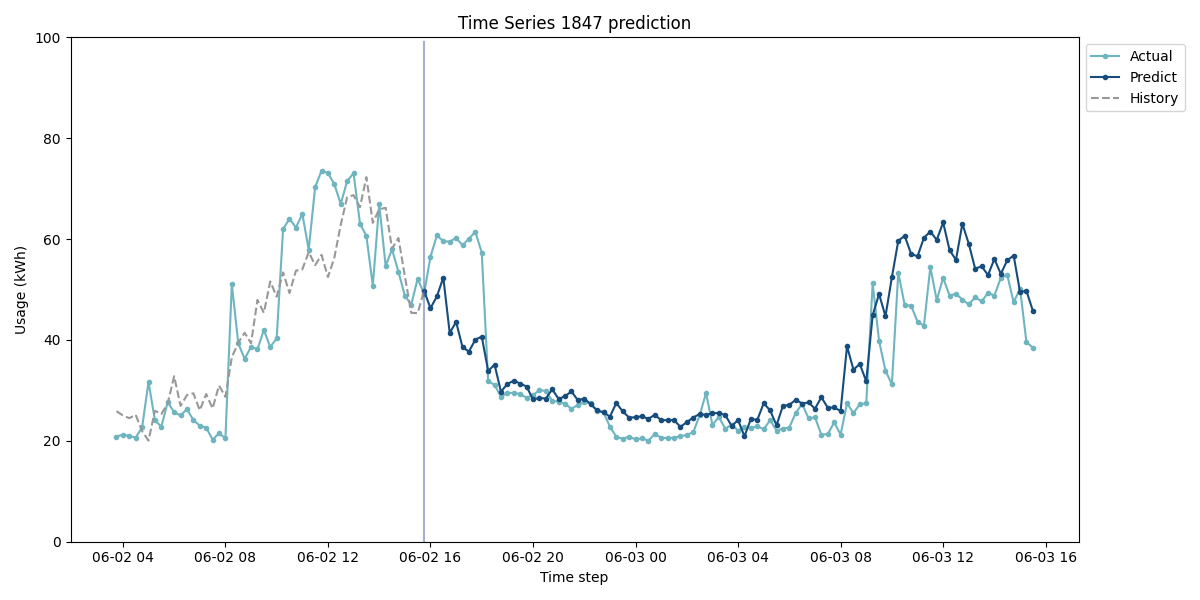 Time Series 1847 prediction
100
80
60
40
20
0
Usage (kWh)
06-02 04
06-02 08
06-02 12
06-02 16
06-02 20
06-03 00
06-03 04
06-03 08
06-03 12
06-03 16
Time step
Actual
Predict
History